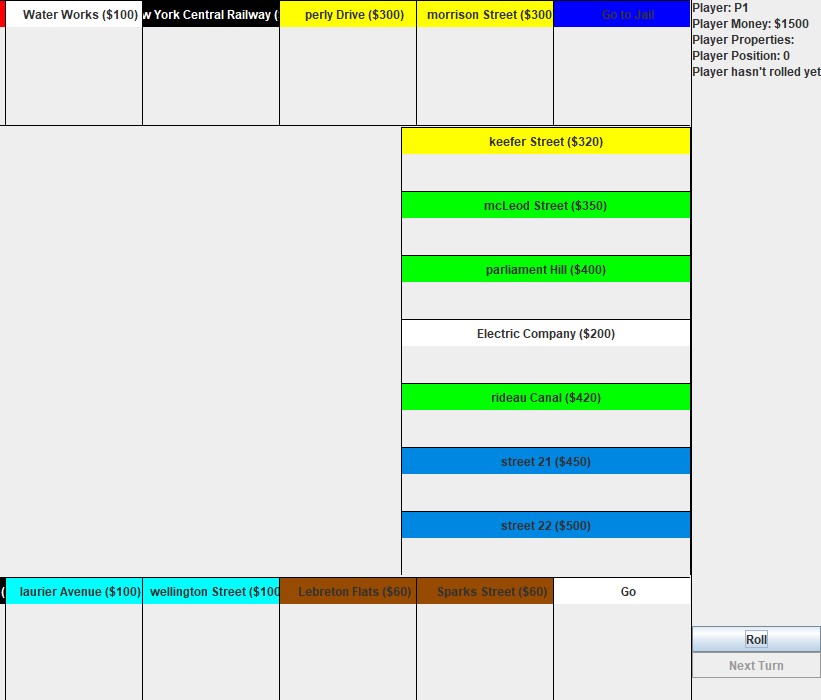 Water Works ($100)
w York Central Railway (
perly Drive ($300)
morrison Street ($300
Go to Jail
Player: P1
Player Money: $1500
Player Properties:
Player Position: 0
Player hasn't rolled yet
keefer Street ($320)
mcLeod Street ($350)
parliament Hill ($400)
Electric Company ($200)
rideau Canal ($420)
street 21 ($450)
street 22 ($500)
(
laurier Avenue ($100)
wellington Street ($100
Lebreton Flats ($60)
Sparks Street ($60)
Go
Roll
Next Turn